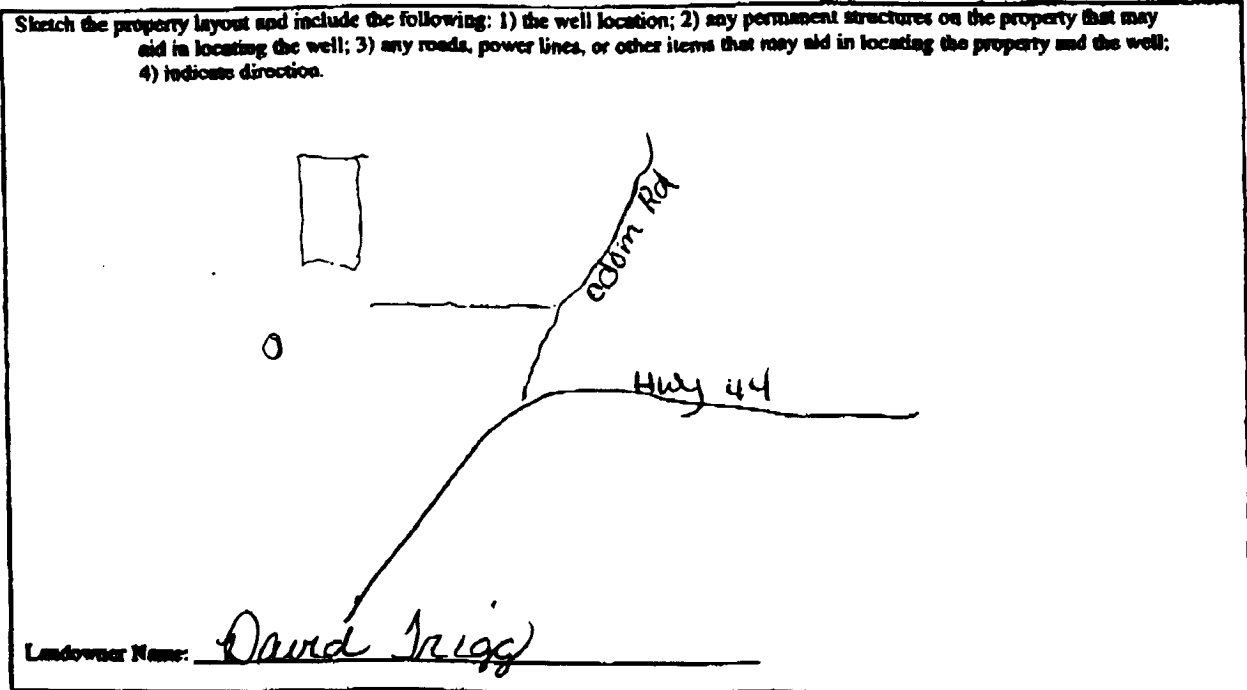 Sketch the property layout and include the following: 1) the well location; 2) any permanent structures on the property that may
aid in locating the well; 3) any roads, power lines, or other items that may aid in locating the property and the well;
4) indicate direction.
Odom Rd
Hwy 44
Landowner Name: David Trigg